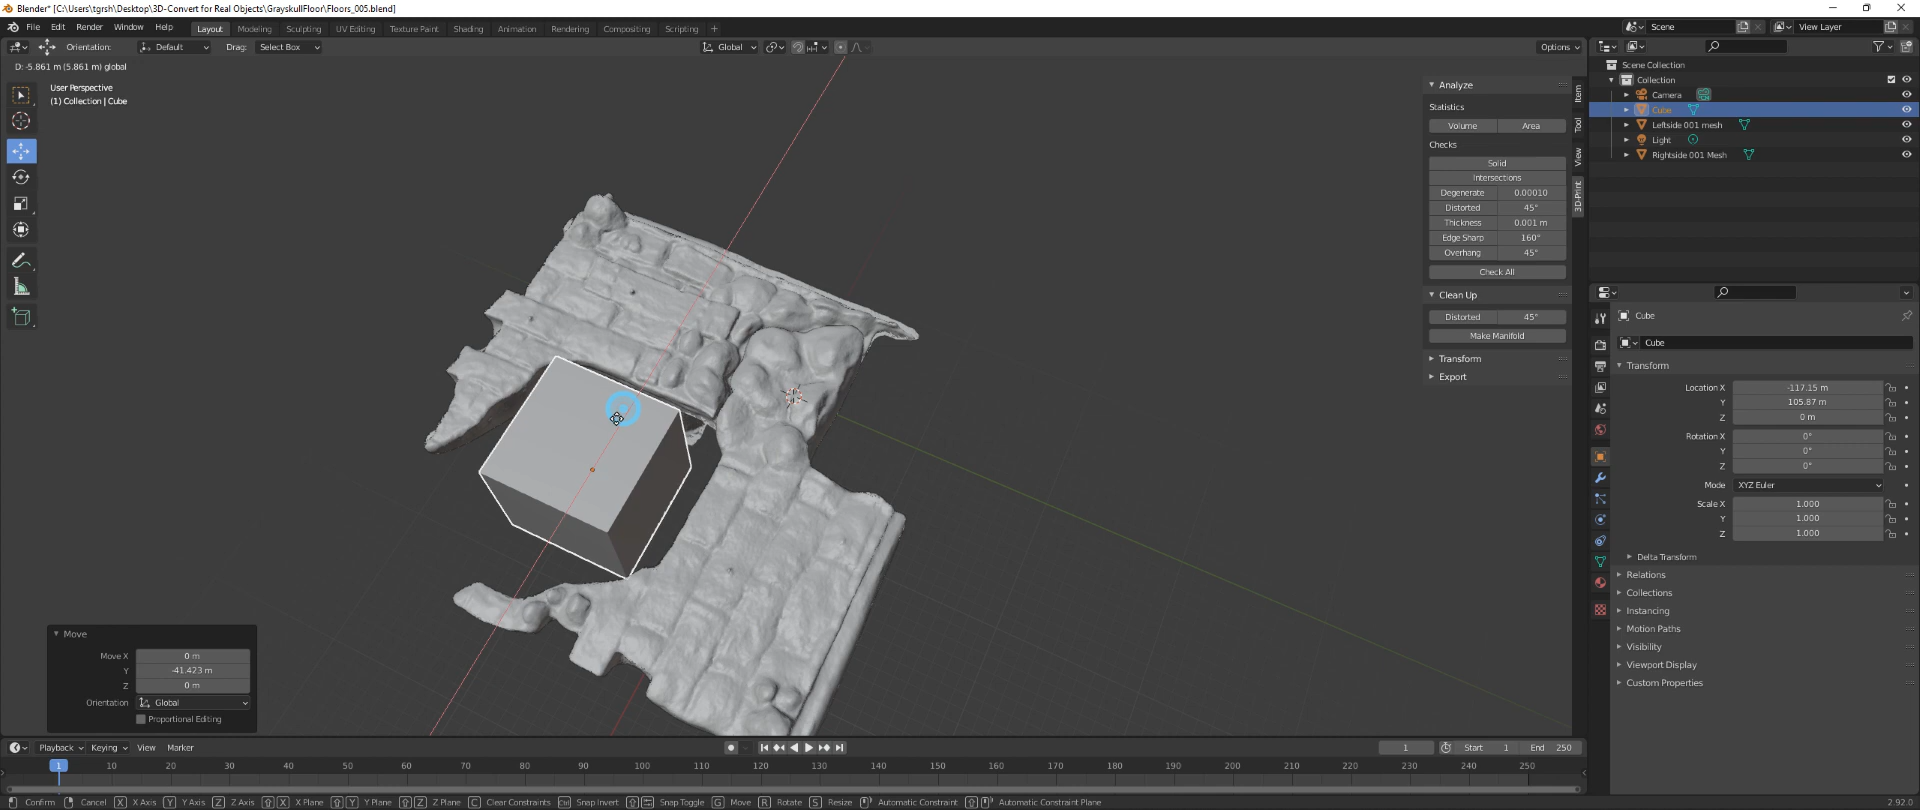 Blender* [C:\Users\tgrsh\Desktop\3D-Convert for Real Objects\GrayskullFloor\Floors_005.blend]
File Edit Render Window Help Layout Modeling Sculpting UV Editing Texture Paint Shading Animation Rendering Compositing Scripting + Scene View Layer
Orientation: Default Drag: Select Box Global Options
D: -5.861 m (5.861 m) global
User Perspective
(1) Collection | Cube
Analyze
Statistics
Volume Area
Checks
Solid
Intersections
Degenerate 0.00010
Distorted 45°
Thickness 0.001 m
Edge Sharp 160°
Overhang 45°
Check All
Clean Up
Distorted 45°
Make Manifold
Transform
Export
Item
Tool
View
3D-Print
Scene Collection
Collection
Camera
Cube
Leftside 001 mesh
Light
Rightside 001 Mesh
Cube
Cube
Transform
Location X -117.15 m
Y 105.87 m
Z 0 m
Rotation X 0°
Y 0°
Z 0°
Mode XYZ Euler
Scale X 1.000
Y 1.000
Z 1.000
Delta Transform
Relations
Collections
Instancing
Motion Paths
Visibility
Viewport Display
Custom Properties
Move
Move X 0 m
Y -41.423 m
Z 0 m
Orientation Global
Proportional Editing
Playback Keying View Marker 1 Start 1 End 250
1 10 20 30 40 50 60 70 80 90 100 110 120 130 140 150 160 170 180 190 200 210 220 230 240 250
Confirm Cancel X X Axis Y Y Axis Z Z Axis X X Plane Y Y Plane Z Z Plane C Clear Constraints Ctrl Snap Invert Snap Toggle G Move R Rotate S Resize Automatic Constraint Automatic Constraint Plane 2.92.0